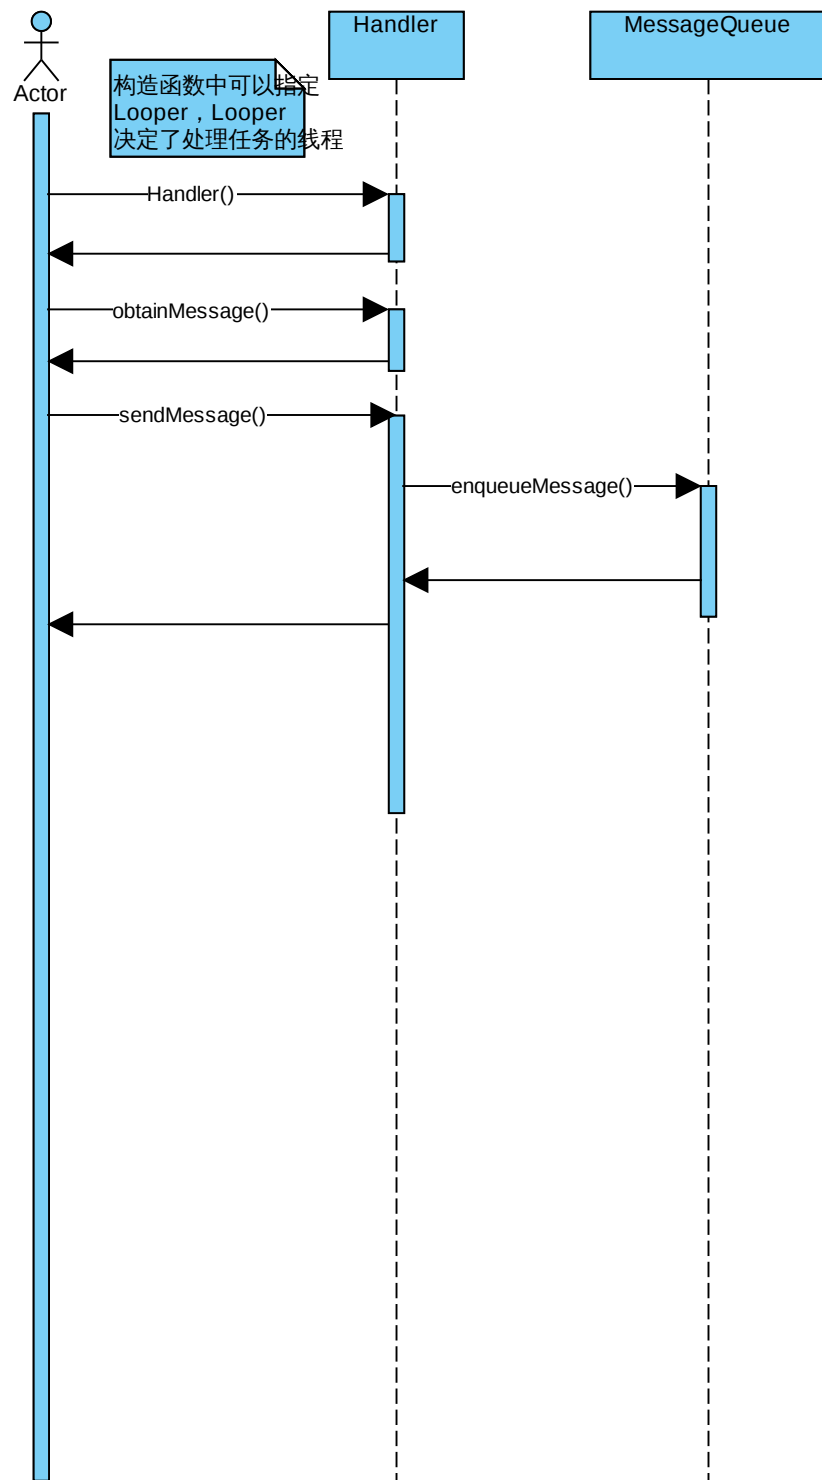 Handler
MessageQueue
Actor
构造函数中可以指定
Looper，Looper
决定了处理任务的线程
Handler()
obtainMessage()
sendMessage()
enqueueMessage()